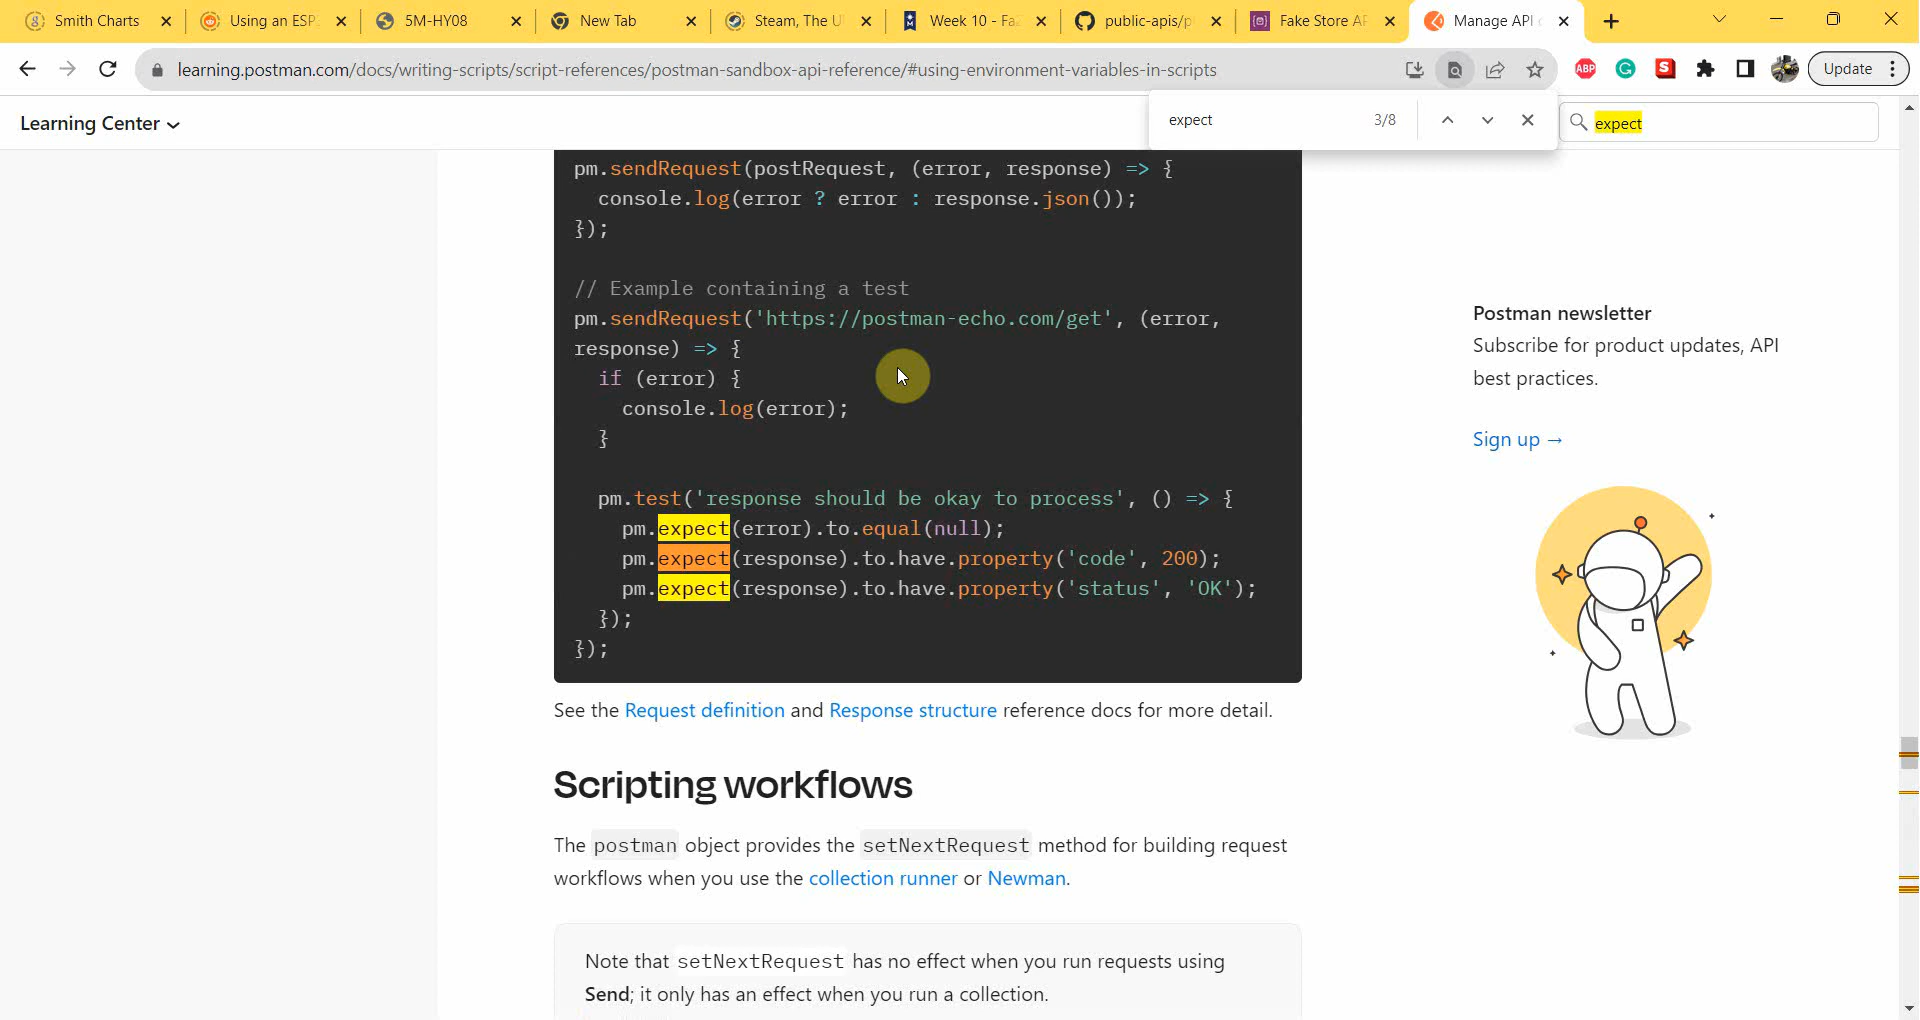 Smith Charts
Using an ESP
5M-HY08
New Tab
Steam, The U
Week 10 - Fa
public-apis/p
Fake Store AP
Manage API
learning.postman.com/docs/writing-scripts/script-references/postman-sandbox-api-reference/#using-environment-variables-in-scripts
ABP
Update
Learning Center
expect
3/8
expect
pm.sendRequest(postRequest, (error, response) => {
console.log(error ? error : response.json());
});
// Example containing a test
pm.sendRequest('https://postman-echo.com/get', (error,
response) => {
if (error) {
console.log(error);
}
pm.test('response should be okay to process', () => {
pm.expect(error).to.equal(null);
pm.expect(response).to.have.property('code', 200);
pm.expect(response).to.have.property('status', 'OK');
});
});
See the Request definition and Response structure reference docs for more detail.
Scripting workflows
The postman object provides the setNextRequest method for building request
workflows when you use the collection runner or Newman.
Note that setNextRequest has no effect when you run requests using
Send; it only has an effect when you run a collection.
Postman newsletter
Subscribe for product updates, API
best practices.
Sign up →